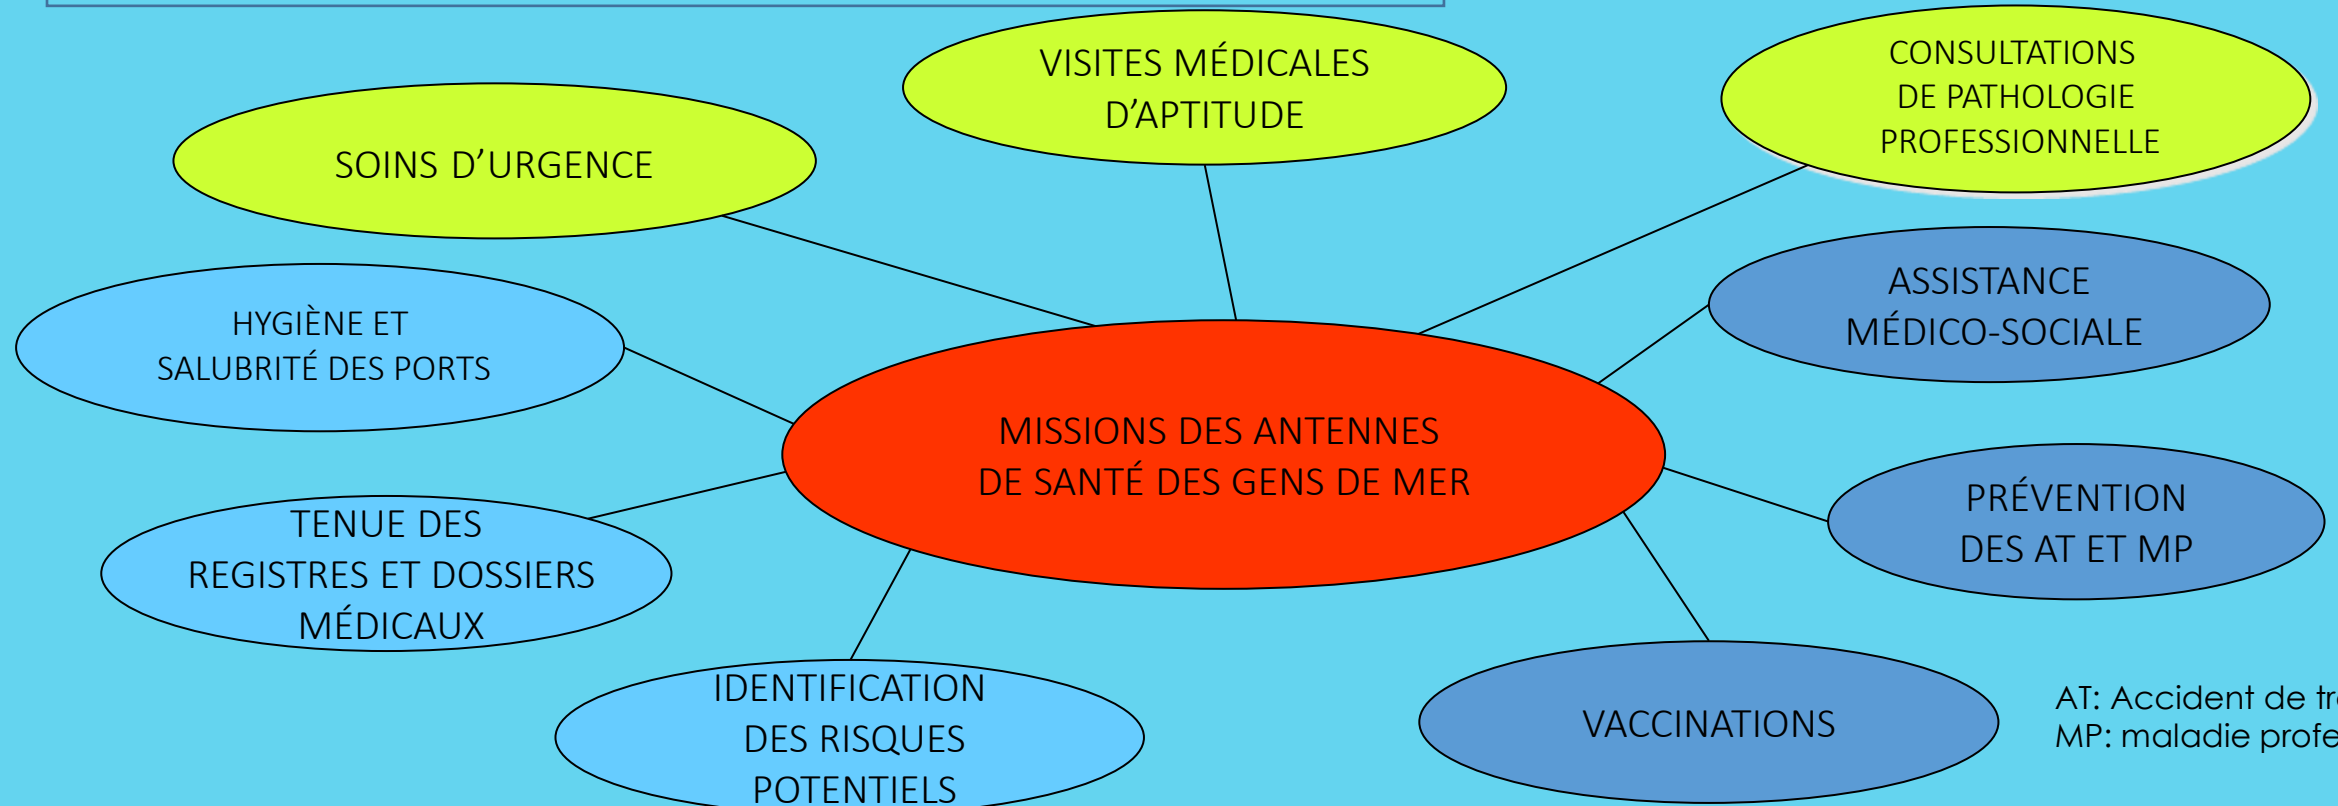 VISITES MÉDICALES
D’APTITUDE
CONSULTATIONS
DE PATHOLOGIE
PROFESSIONNELLE
SOINS D’URGENCE
HYGIÈNE ET
SALUBRITÉ DES PORTS
ASSISTANCE
MÉDICO-SOCIALE
MISSIONS DES ANTENNES
DE SANTÉ DES GENS DE MER
TENUE DES
REGISTRES ET DOSSIERS
MÉDICAUX
PRÉVENTION
DES AT ET MP
IDENTIFICATION
DES RISQUES
POTENTIELS
VACCINATIONS
AT: Accident de
MP: maladie